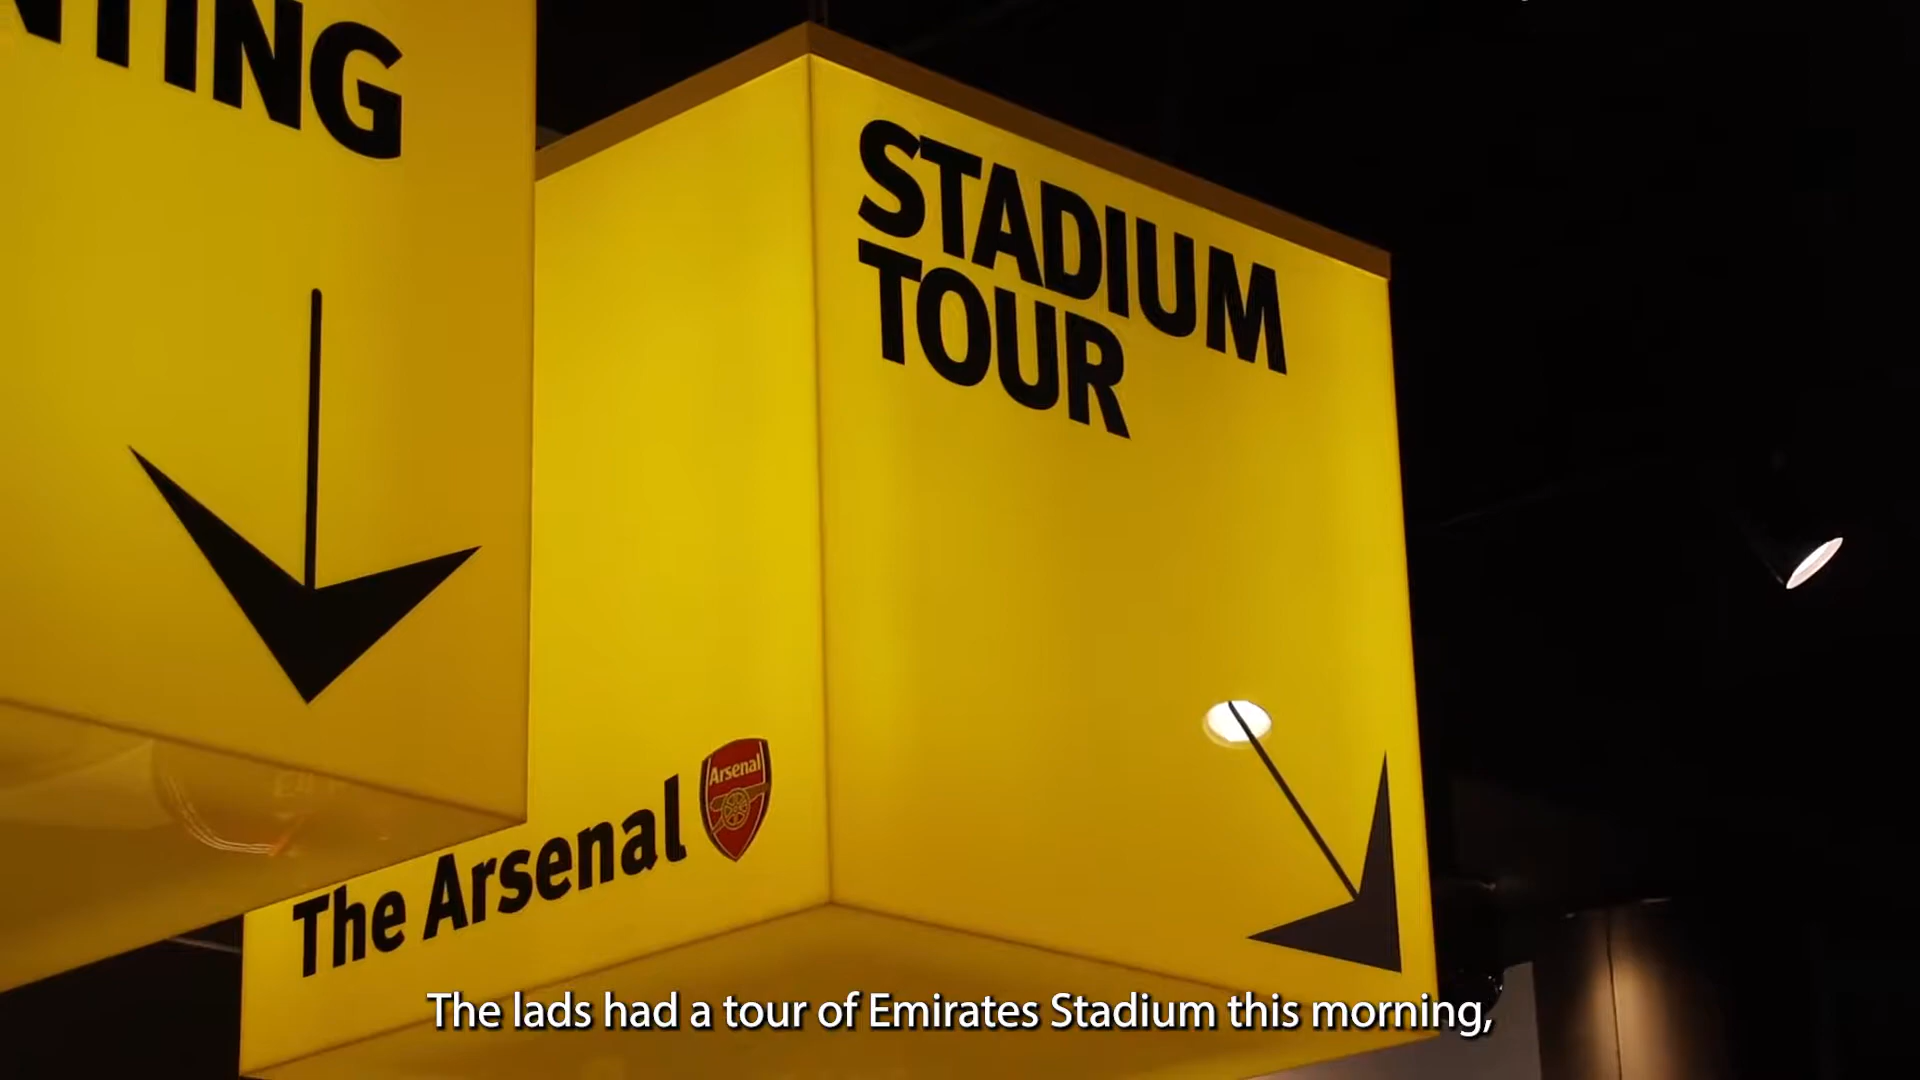 STADIUM
TOUR
The Arsenal
Arsenal
The lads had a tour of Emirates Stadium this morning,